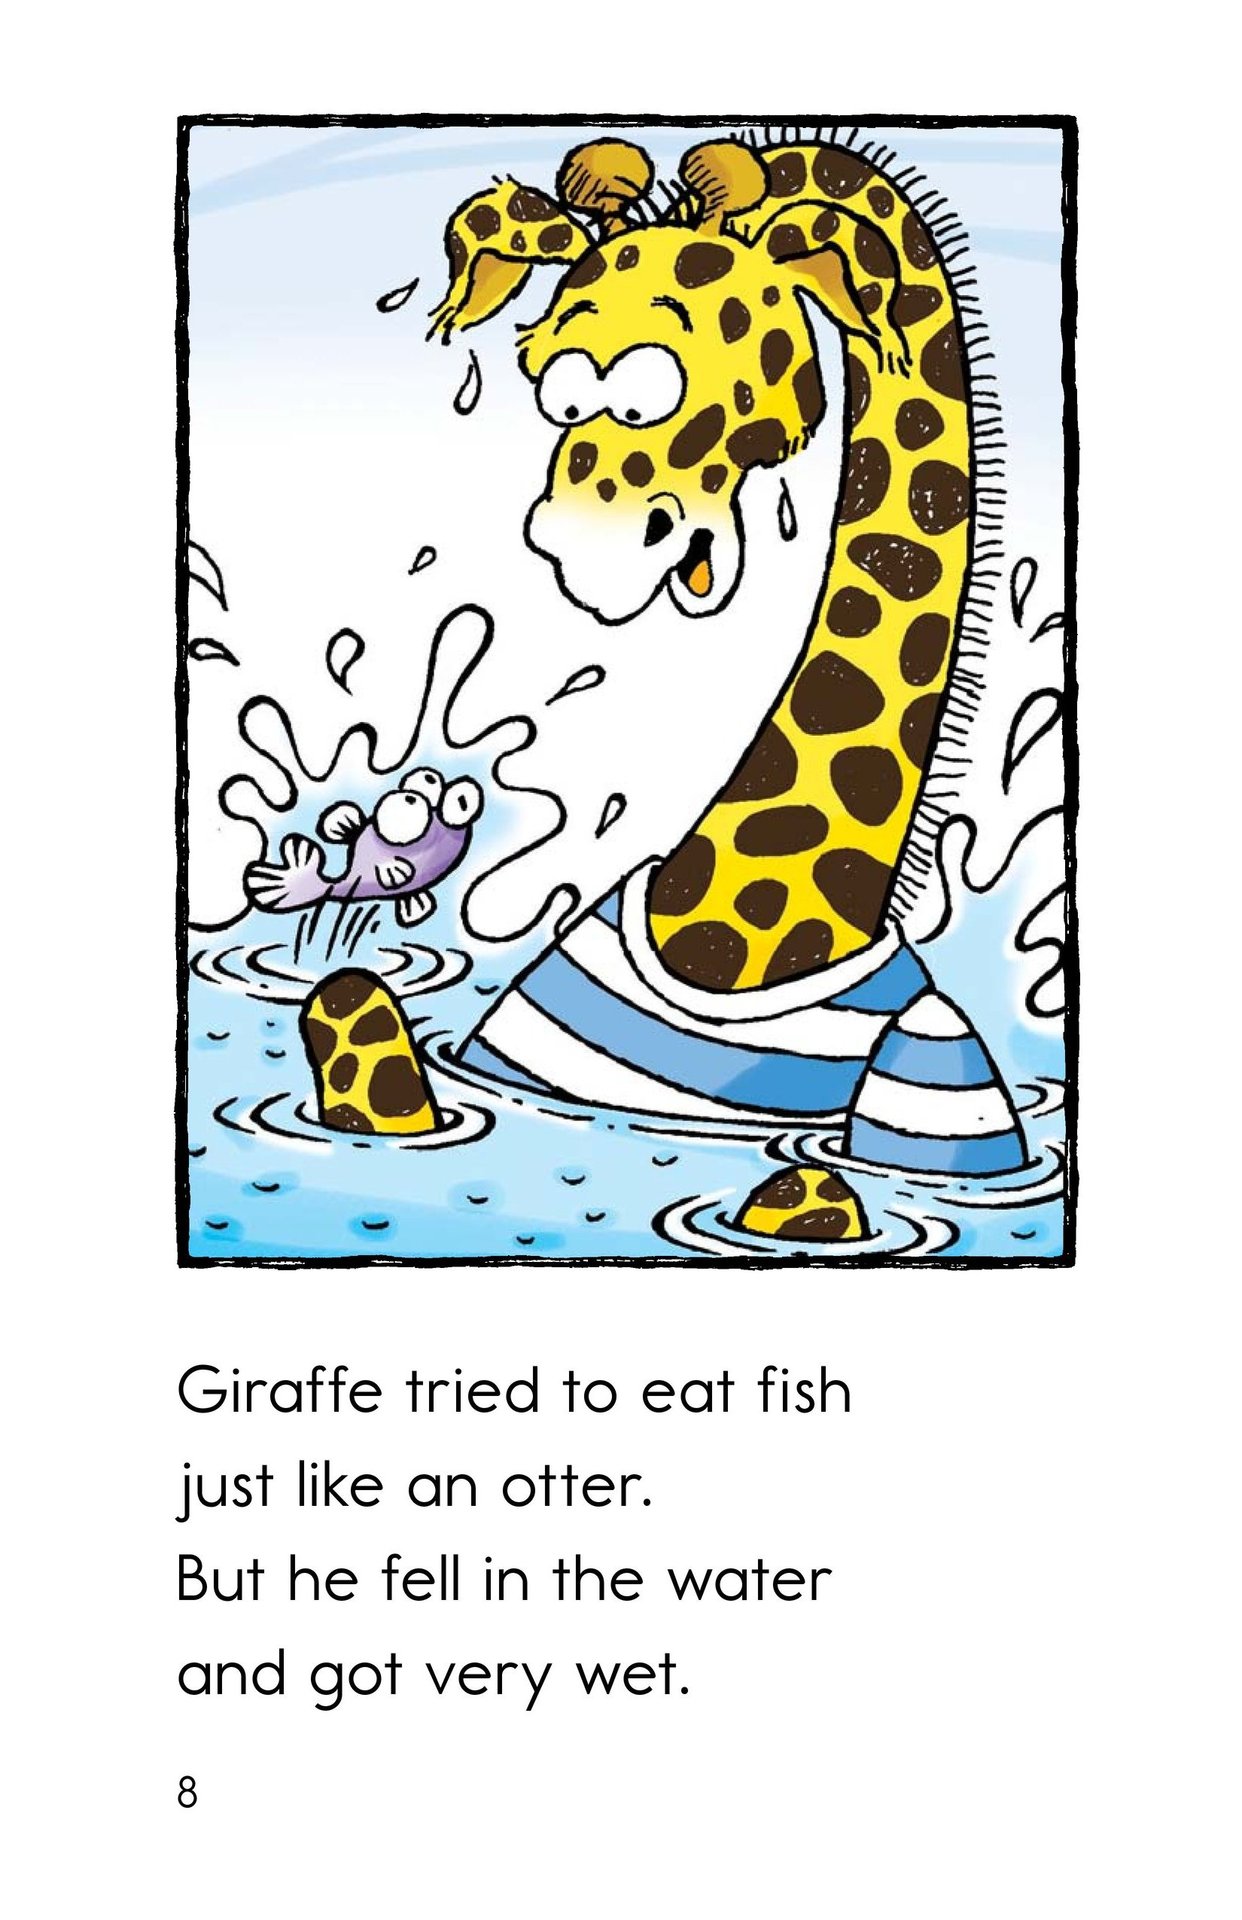 Giraffe tried to eat fish
just like an otter.
But he fell in the water
and got very wet.
8